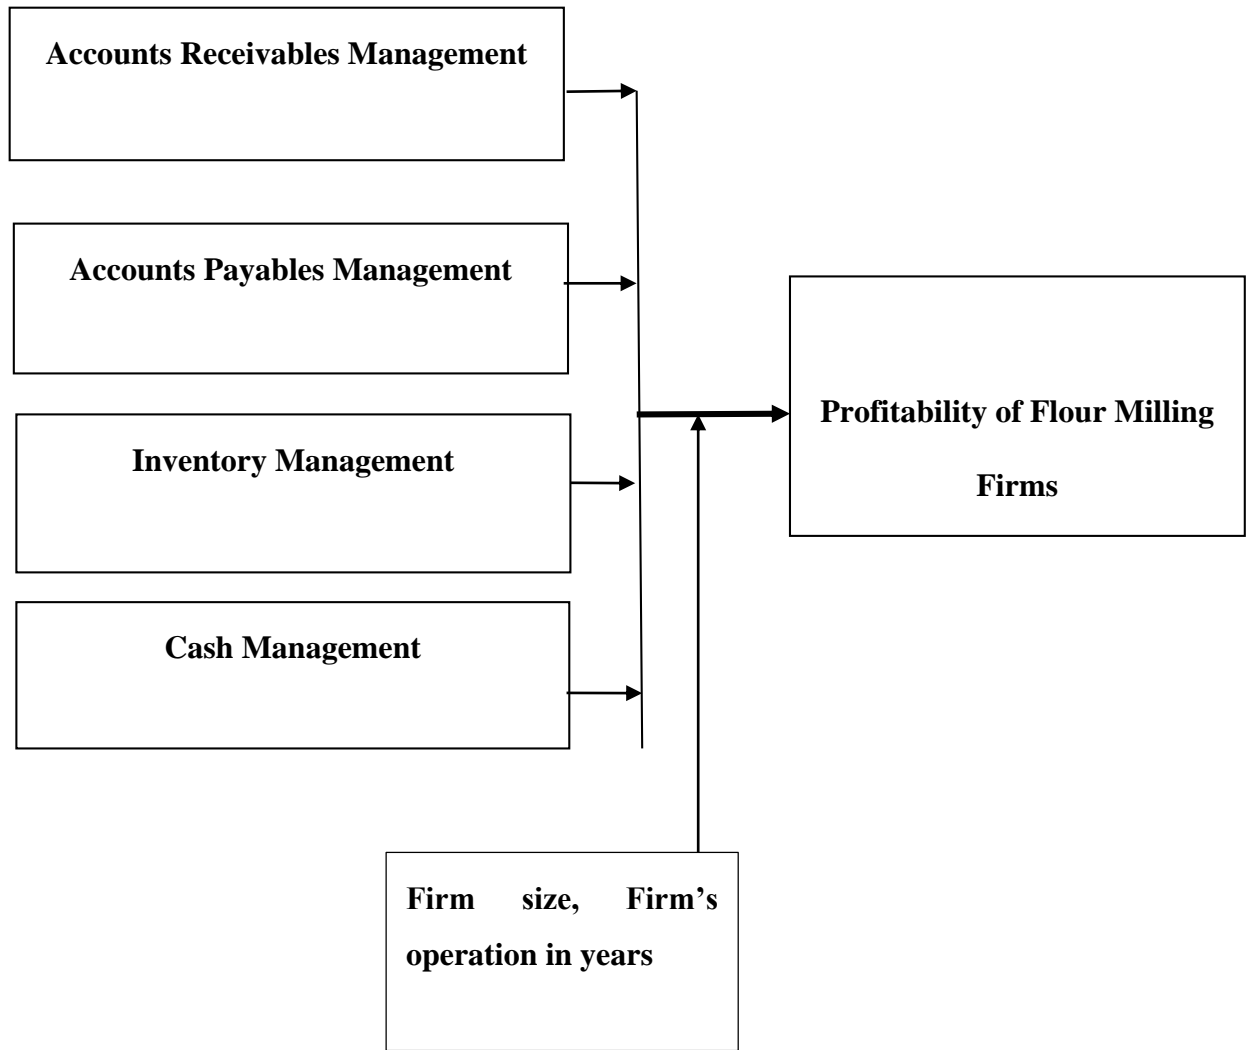 Accounts Receivables Management
Accounts Payables Management
Inventory Management
Cash Management
Profitability of Flour Milling
Firms
Firm size, Firm’s
operation in years